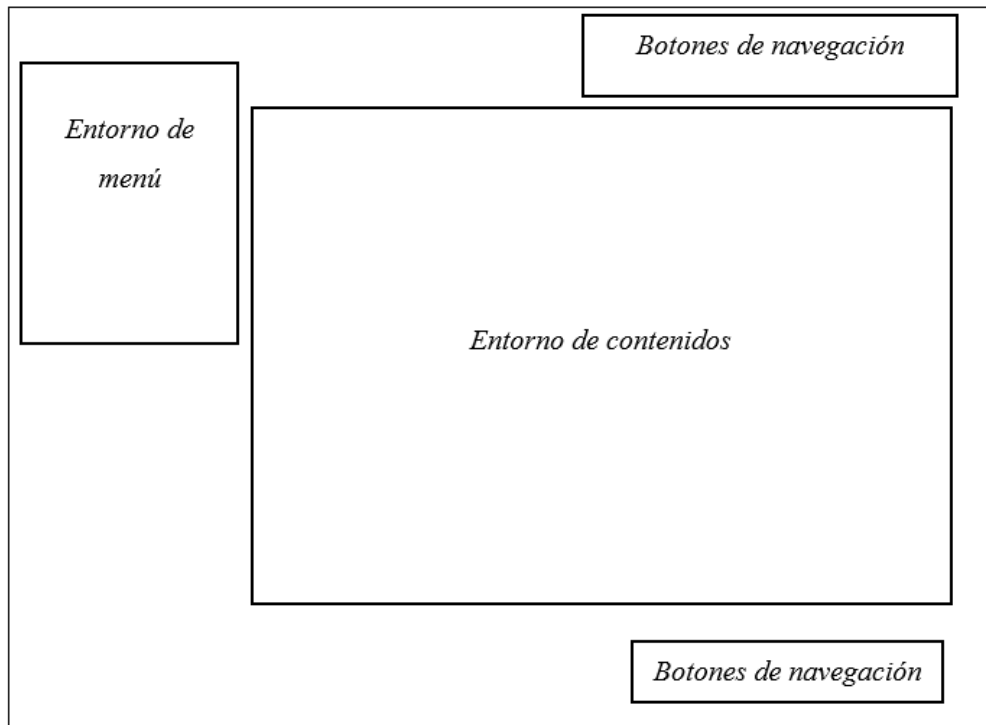 Botones de navegación
Entorno de
menú
Entorno de contenidos
Botones de navegación